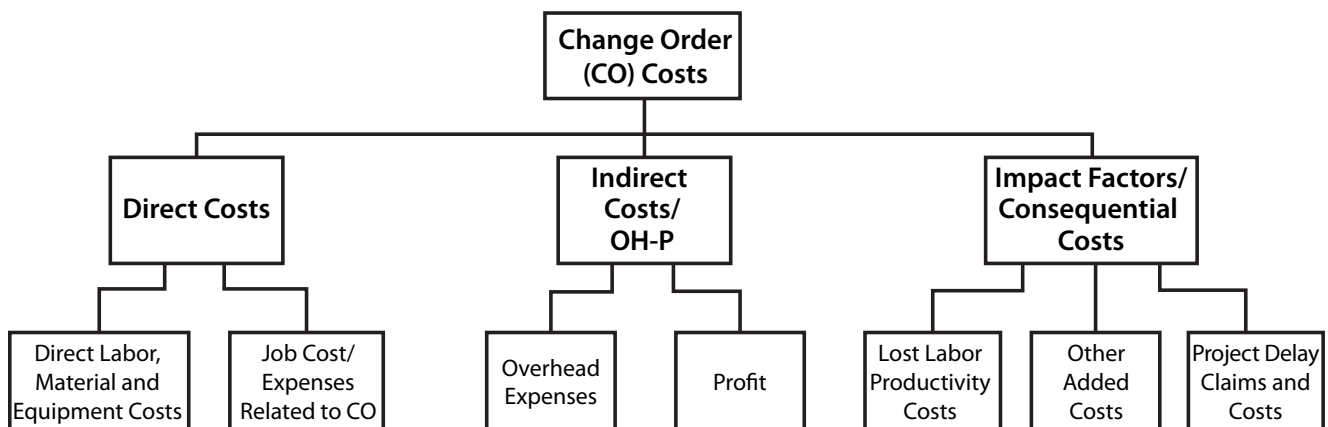 Change Order
(CO) Costs
Direct Costs
Indirect
Costs/
OH-P
Impact Factors/
Consequential
Costs
Direct Labor,
Material and
Equipment Costs
Job Cost/
Expenses
Related to CO
Overhead
Expenses
Profit
Lost Labor
Productivity
Costs
Other
Added
Costs
Project Delay
Claims and
Costs